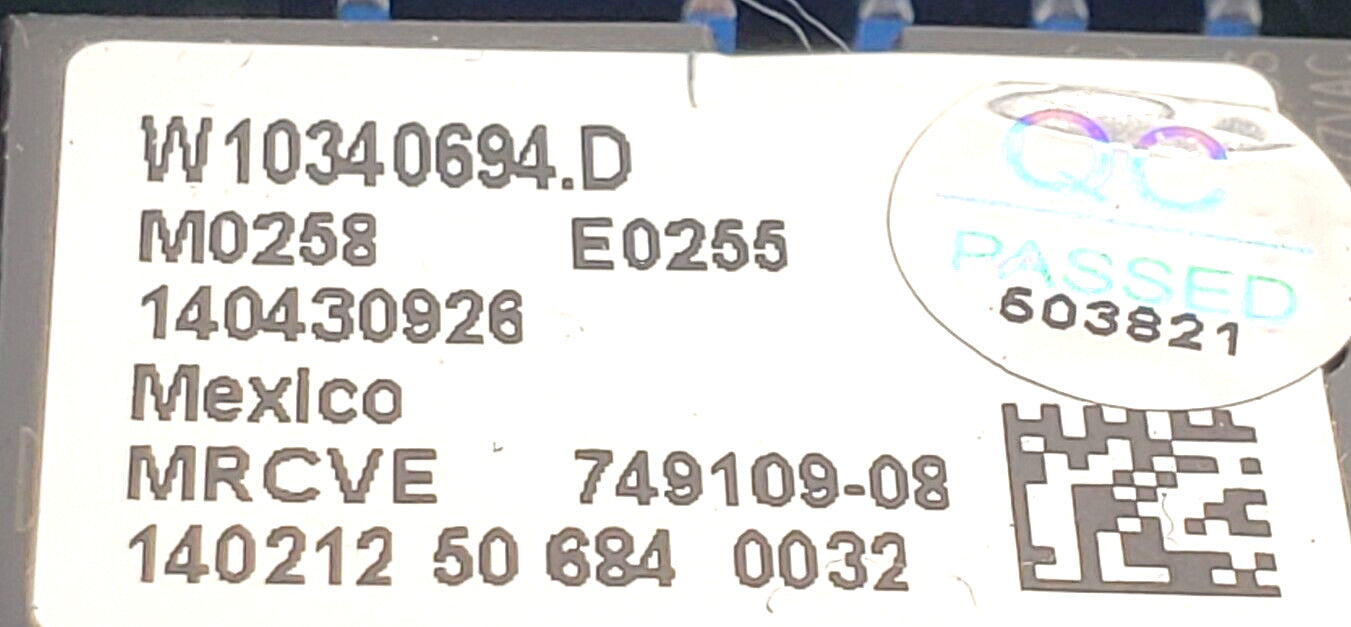 W10340694.D
M0258 E0255
140430926
Mexico
MRCVE 749109-08
140212 50 684 0032
QC
PASSED
603821